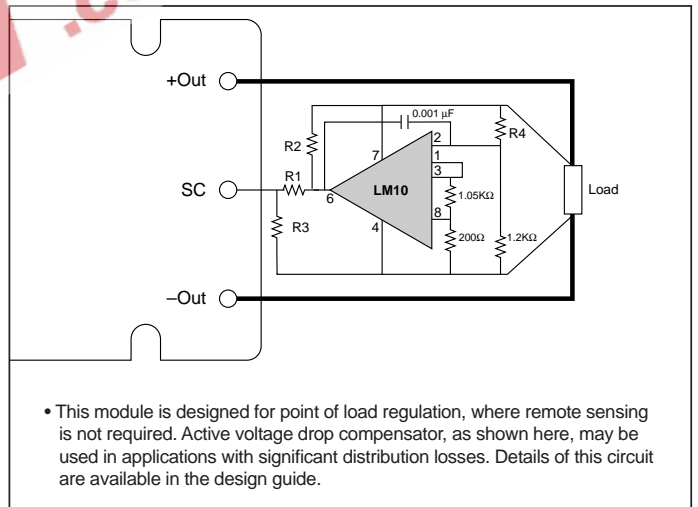 +Out
0.001 µF
R2
2
R4
7
1
R1
3
SC
6
LM10
1.05KΩ
Load
8
R3
4
200Ω
1.2KΩ
–Out
• This module is designed for point of load regulation, where remote sensing
is not required. Active voltage drop compensator, as shown here, may be
used in applications with significant distribution losses. Details of this circuit
are available in the design guide.